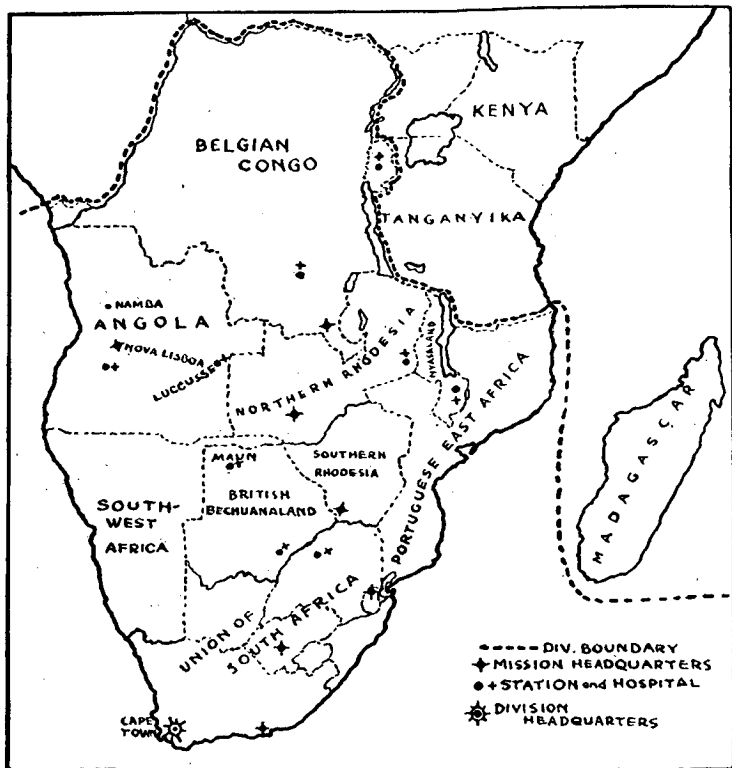 BELGIAN
CONGO
KENYA
TANGANYIKA
NAMBA
ANGOLA
NOVA LISBOA
LUCCUSSE
NORTHERN RHODESIA
NYASALAND
PORTUGUESE EAST AFRICA
MADAGASCAR
MAUN
SOUTHERN
RHODESIA
BRITISH
BECHUANALAND
SOUTH-
WEST
AFRICA
UNION OF
SOUTH AFRICA
CAPE
TOWN
DIV. BOUNDARY
MISSION HEADQUARTERS
STATION and HOSPITAL
DIVISION
HEADQUARTERS